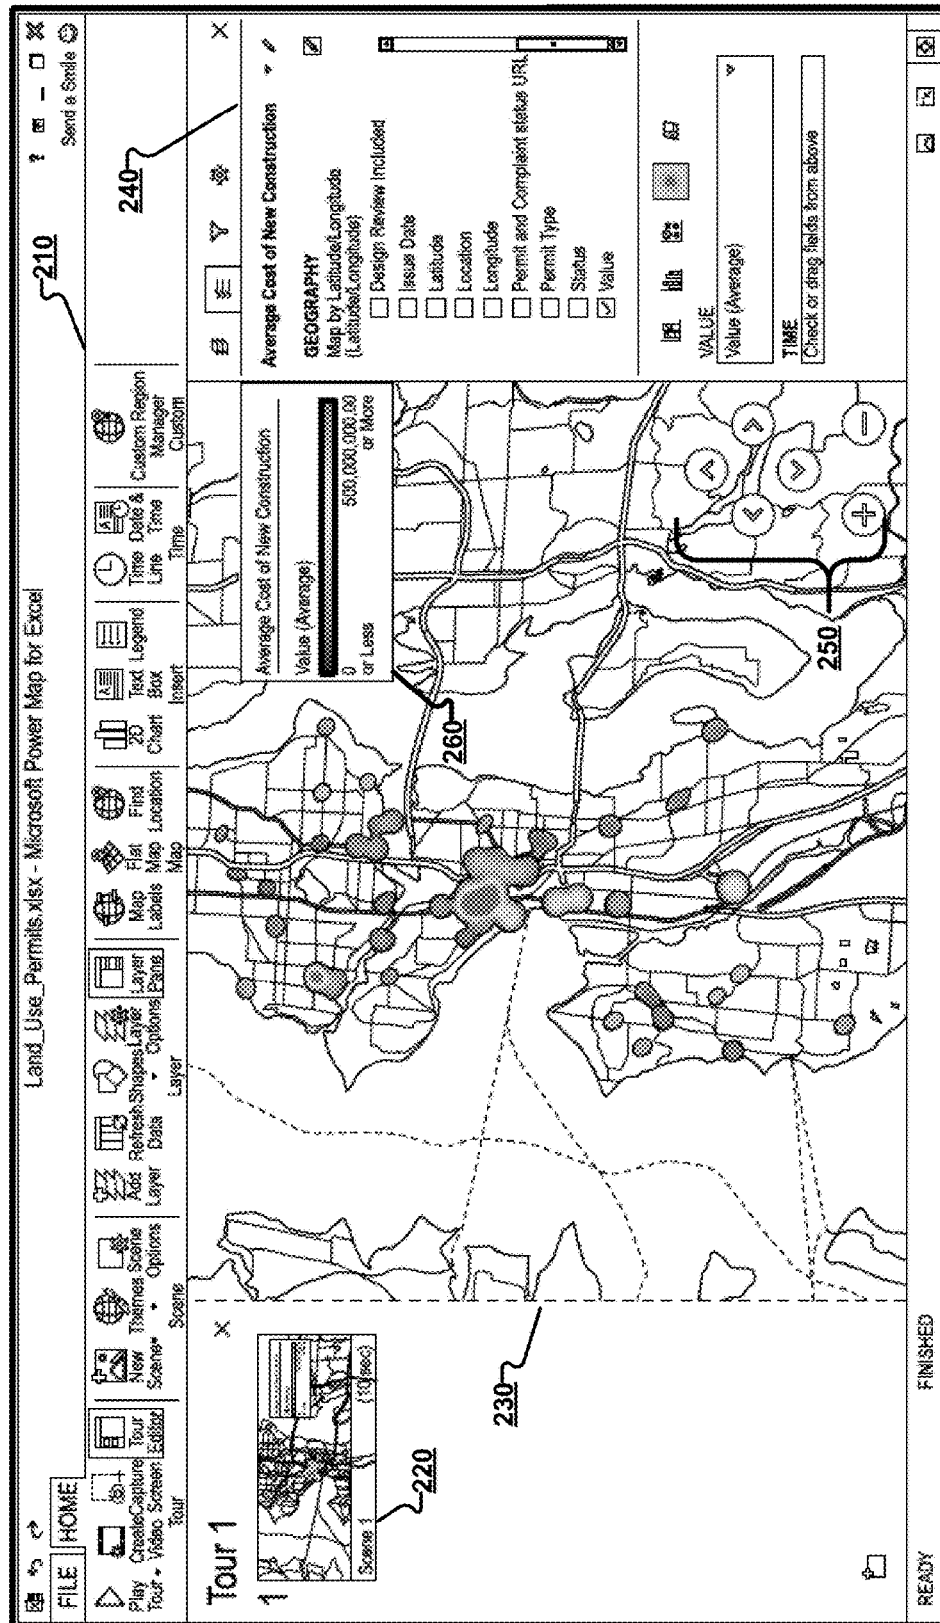 Land_Use_Permits.xlsx - Microsoft Power Map for Excel
?
Send a Smile
FILE
HOME
210
Play
Tour
Create
Video
Capture
Screen
Tour
Editor
Tour
New
Scene
Themes
Scene
Options
Scene
Add
Layer
Refresh
Data
Shapes
Layer
Options
Layer
Pane
Layer
Map
Labels
Flat
Map
Find
Location
Map
2D
Chart
Text
Box
Legend
Insert
Time
Line
Date &
Time
Time
Custom Region
Manager
Custom
240
Tour 1
1
Scene 1
(10 sec)
220
230
Average Cost of New Construction
Value (Average)
0
or Less
500,000,000.00
or More
260
250
Average Cost of New Construction
GEOGRAPHY
Map by Latitude/Longitude
(Latitude/Longitude)
Design Review Included
Issue Date
Latitude
Location
Longitude
Permit and Complaint status URL
Permit Type
Status
Value
VALUE
Value (Average)
TIME
Check or drag fields from above
READY
FINISHED